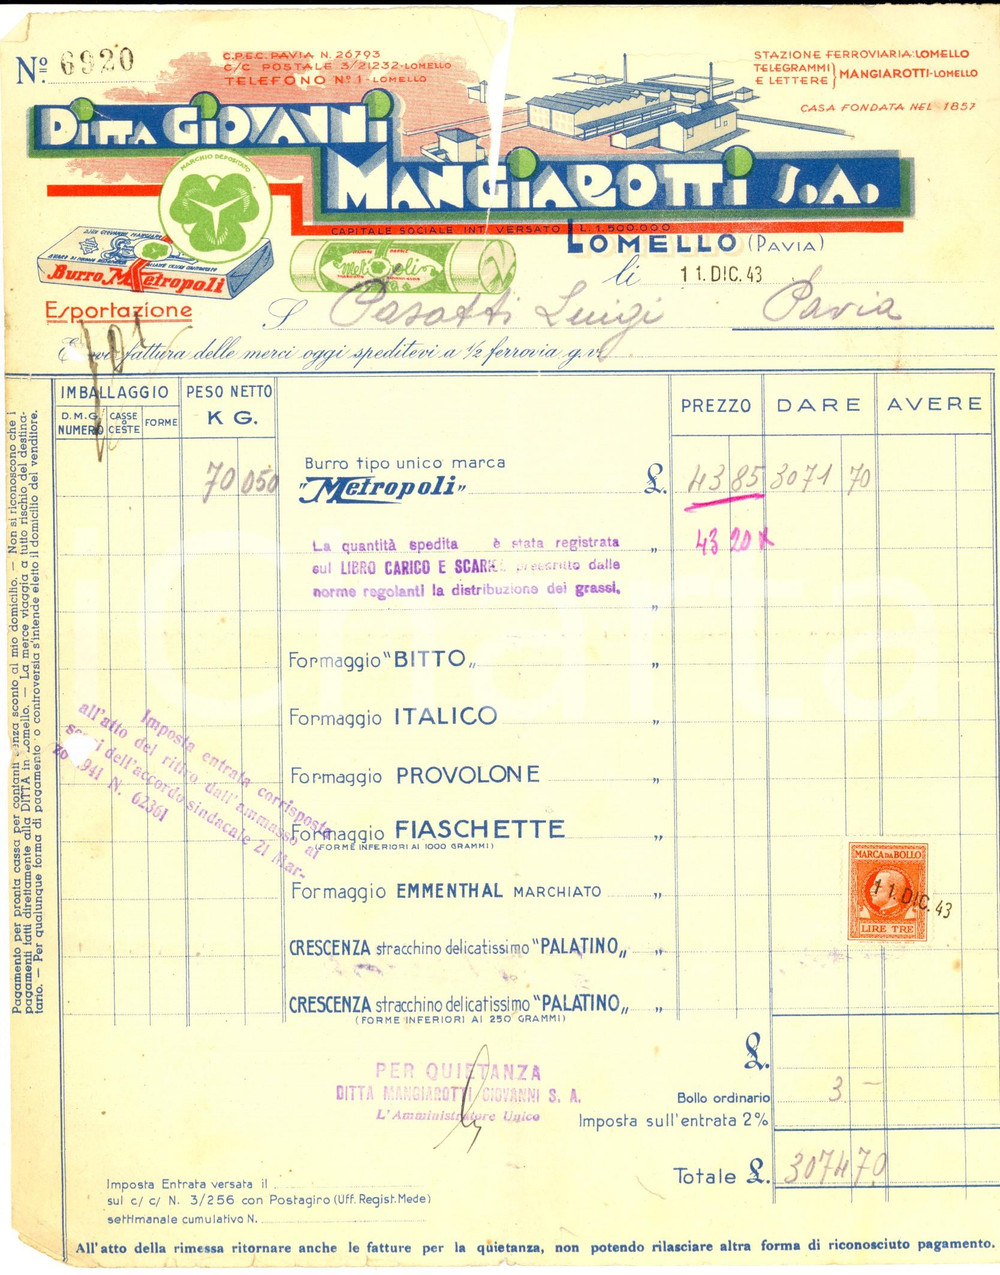 Nº 6920
C.P.E.C. PAVIA N. 26793
C/C POSTALE 3/21232-LOMELLO
TELEFONO Nº 1-LOMELLO
STAZIONE FERROVIARIA: LOMELLO
TELEGRAMMI
E LETTERE } MANGIAROTTI-LOMELLO
CASA FONDATA NEL 1857
DITTA GIOVANNI
MANGIAROTTI S.A.
MARCHIO DEPOSITATO
CAPITALE SOCIALE INT VERSATO L. 1.500.000
LOMELLO (PAVIA)
Burro Metropoli
Metropoli
Esportazione
li 11. DIC. 43
S Pasotti Luigi Pavia
fattura delle merci oggi speditevi a ½ ferrovia g.v.
IMBALLAGGIO
D.M.G. NUMERO
CASSE o CESTE
FORME
PESO NETTO
KG.
PREZZO
DARE
AVERE
70 050
Burro tipo unico marca
"Metropoli"
£. 43 85 3071 70
43 20 x
La quantità spedita è stata registrata „
sul LIBRO CARICO E SCARI prescritto dalle
norme regolanti la distribuzione dei grassi.
„
Formaggio "BITTO„ „
Formaggio ITALICO „
Formaggio PROVOLONE „
Formaggio FIASCHETTE „
(FORME INFERIORI AI 1000 GRAMMI)
Formaggio EMMENTHAL MARCHIATO „
CRESCENZA stracchino delicatissimo "PALATINO„ „
CRESCENZA stracchino delicatissimo "PALATINO„ „
(FORME INFERIORI AI 250 GRAMMI)
Imposta entrata corrisposta
all'atto del ritiro dall'ammasso ai
sensi dell'accordo sindacale 21 Mar-
zo 1941 N. 62361
MARCA DA BOLLO
11. DIC. 43
LIRE TRE
PER QUIETANZA
DITTA MANGIAROTTI GIOVANNI S. A.
L'Amministratore Unico
£.
Bollo ordinario 3 —
Imposta sull'entrata 2%
Totale £. 3074 70
Imposta Entrata versata il
sul c/c N. 3/256 con Postagiro (Uff. Regist. Mede)
settimanale cumulativo N.
All'atto della rimessa ritornare anche le fatture per la quietanza, non potendo rilasciare altra forma di riconosciuto pagamento.
Pagamento per pronta cassa per contanti senza sconto al mio domicilio. — Non si riconoscono che i
pagamenti fatti direttamente alla DITTA in Lomello. — La merce viaggia a tutto rischio del destina-
tario. — Per qualunque forma di pagamento o controversia s'intende eletto il domicilio del venditore.